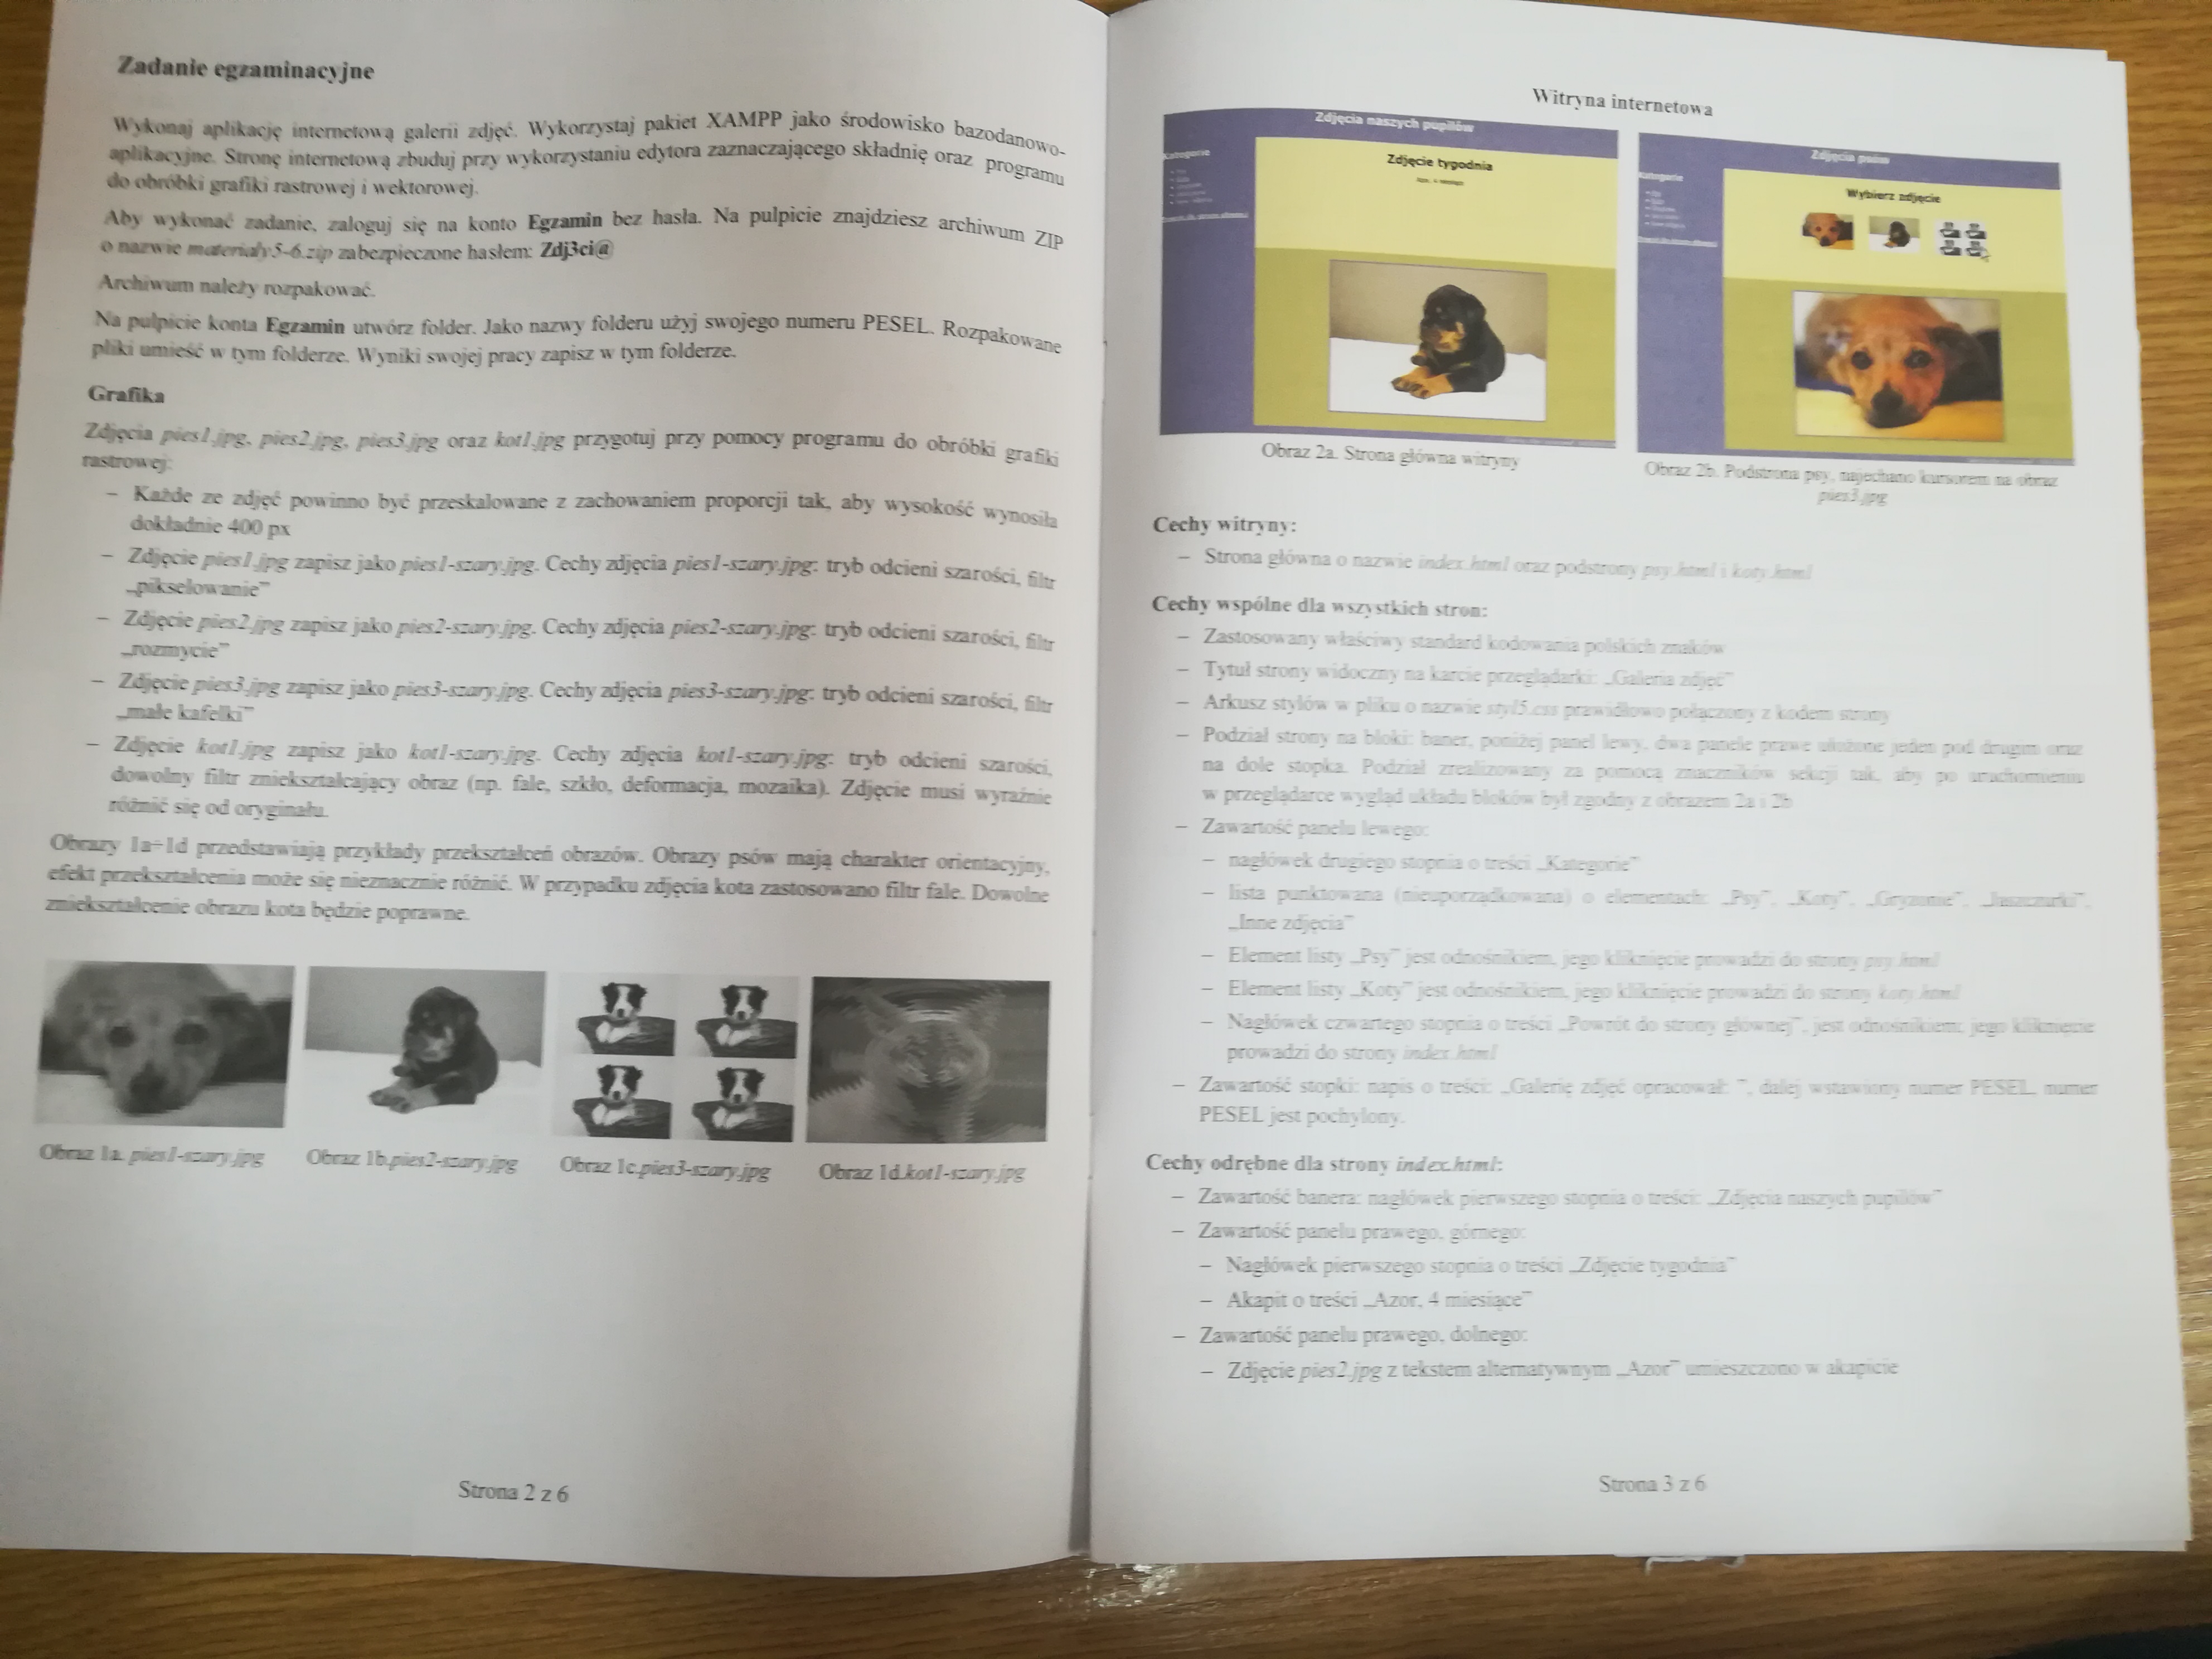 Zadanie egzaminacyjne
Wykonaj aplikację internetową galerii zdjęć. Wykorzystaj pakiet XAMPP jako środowisko bazodanowo-
aplikacyjne. Stronę internetową zbuduj przy wykorzystaniu edytora zaznaczającego składnię oraz programu
do obróbki grafiki rastrowej i wektorowej.
Aby wykonać zadanie, zaloguj się na konto Egzamin bez hasła. Na pulpicie znajdziesz archiwum ZIP
o nazwie materiały5-6.zip zabezpieczone hasłem: Zdj3ci@
Archiwum należy rozpakować.
Na pulpicie konta Egzamin utwórz folder. Jako nazwy folderu użyj swojego numeru PESEL. Rozpakowane
pliki umieść w tym folderze. Wyniki swojej pracy zapisz w tym folderze.
Grafika
Zdjęcia pies1.jpg, pies2.jpg, pies3.jpg oraz kot1.jpg przygotuj przy pomocy programu do obróbki grafiki
rastrowej:
– Każde ze zdjęć powinno być przeskalowane z zachowaniem proporcji tak, aby wysokość wynosiła
dokładnie 400 px
– Zdjęcie pies1.jpg zapisz jako pies1-szary.jpg. Cechy zdjęcia pies1-szary.jpg: tryb odcieni szarości, filtr
„pikselowanie”
– Zdjęcie pies2.jpg zapisz jako pies2-szary.jpg. Cechy zdjęcia pies2-szary.jpg: tryb odcieni szarości, filtr
„rozmycie”
– Zdjęcie pies3.jpg zapisz jako pies3-szary.jpg. Cechy zdjęcia pies3-szary.jpg: tryb odcieni szarości, filtr
„małe kafelki”
– Zdjęcie kot1.jpg zapisz jako kot1-szary.jpg. Cechy zdjęcia kot1-szary.jpg: tryb odcieni szarości,
dowolny filtr zniekształcający obraz (np. fale, szkło, deformacja, mozaika). Zdjęcie musi wyraźnie
różnić się od oryginału.
Obrazy 1a÷1d przedstawiają przykłady przekształceń obrazów. Obrazy psów mają charakter orientacyjny,
efekt przekształcenia może się nieznacznie różnić. W przypadku zdjęcia kota zastosowano filtr fale. Dowolne
zniekształcenie obrazu kota będzie poprawne.
Obraz 1a. pies1-szary.jpg
Obraz 1b.pies2-szary.jpg
Obraz 1c.pies3-szary.jpg
Obraz 1d.kot1-szary.jpg
Strona 2 z 6
Witryna internetowa
Zdjęcia naszych pupilów
Kategorie
Zdjęcie tygodnia
Azor, 4 miesiące
Zdjęcia psów
Kategorie
Wybierz zdjęcie
Obraz 2a. Strona główna witryny
Obraz 2b. Podstrona psy, najechano kursorem na obraz
pies3.jpg
Cechy witryny:
– Strona główna o nazwie index.html oraz podstrony psy.html i koty.html
Cechy wspólne dla wszystkich stron:
– Zastosowany właściwy standard kodowania polskich znaków
– Tytuł strony widoczny na karcie przeglądarki: „Galeria zdjęć”
– Arkusz stylów w pliku o nazwie styl5.css prawidłowo połączony z kodem strony
– Podział strony na bloki: baner, poniżej panel lewy, dwa panele prawe ułożone jeden pod drugim oraz
na dole stopka. Podział zrealizowany za pomocą znaczników sekcji tak, aby po uruchomieniu
w przeglądarce wygląd układu bloków był zgodny z obrazem 2a i 2b
– Zawartość panelu lewego:
– nagłówek drugiego stopnia o treści „Kategorie”
– lista punktowana (nieuporządkowana) o elementach: „Psy”, „Koty”, „Gryzonie”, „Jaszczurki”,
„Inne zdjęcia”
– Element listy „Psy” jest odnośnikiem, jego kliknięcie prowadzi do strony psy.html
– Element listy „Koty” jest odnośnikiem, jego kliknięcie prowadzi do strony koty.html
– Nagłówek czwartego stopnia o treści „Powrót do strony głównej”, jest odnośnikiem; jego kliknięcie
prowadzi do strony index.html
– Zawartość stopki: napis o treści: „Galerię zdjęć opracował: ”, dalej wstawiony numer PESEL, numer
PESEL jest pochylony.
Cechy odrębne dla strony index.html:
– Zawartość banera: nagłówek pierwszego stopnia o treści: „Zdjęcia naszych pupilów”
– Zawartość panelu prawego, górnego:
– Nagłówek pierwszego stopnia o treści „Zdjęcie tygodnia”
– Akapit o treści „Azor, 4 miesiące”
– Zawartość panelu prawego, dolnego:
– Zdjęcie pies2.jpg z tekstem alternatywnym „Azor” umieszczono w akapicie
Strona 3 z 6